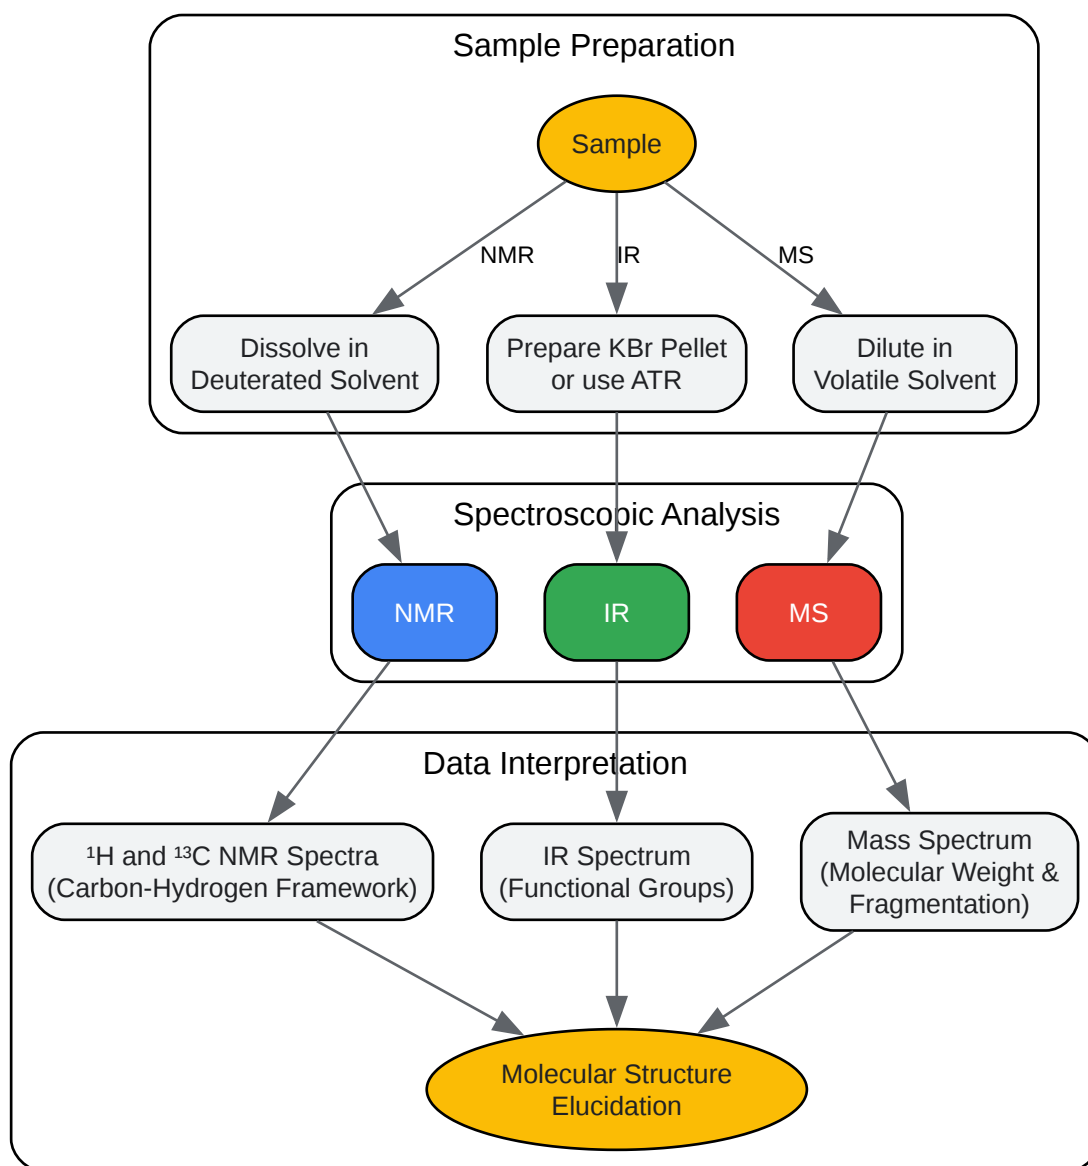 Sample Preparation
Sample
NMR
IR
MS
Dissolve in
Deuterated Solvent
Prepare KBr Pellet
or use ATR
Dilute in
Volatile Solvent
Spectroscopic Analysis
NMR
IR
MS
Data Interpretation
¹H and ¹³C NMR Spectra
(Carbon-Hydrogen Framework)
IR Spectrum
(Functional Groups)
Mass Spectrum
(Molecular Weight &
Fragmentation)
Molecular Structure
Elucidation